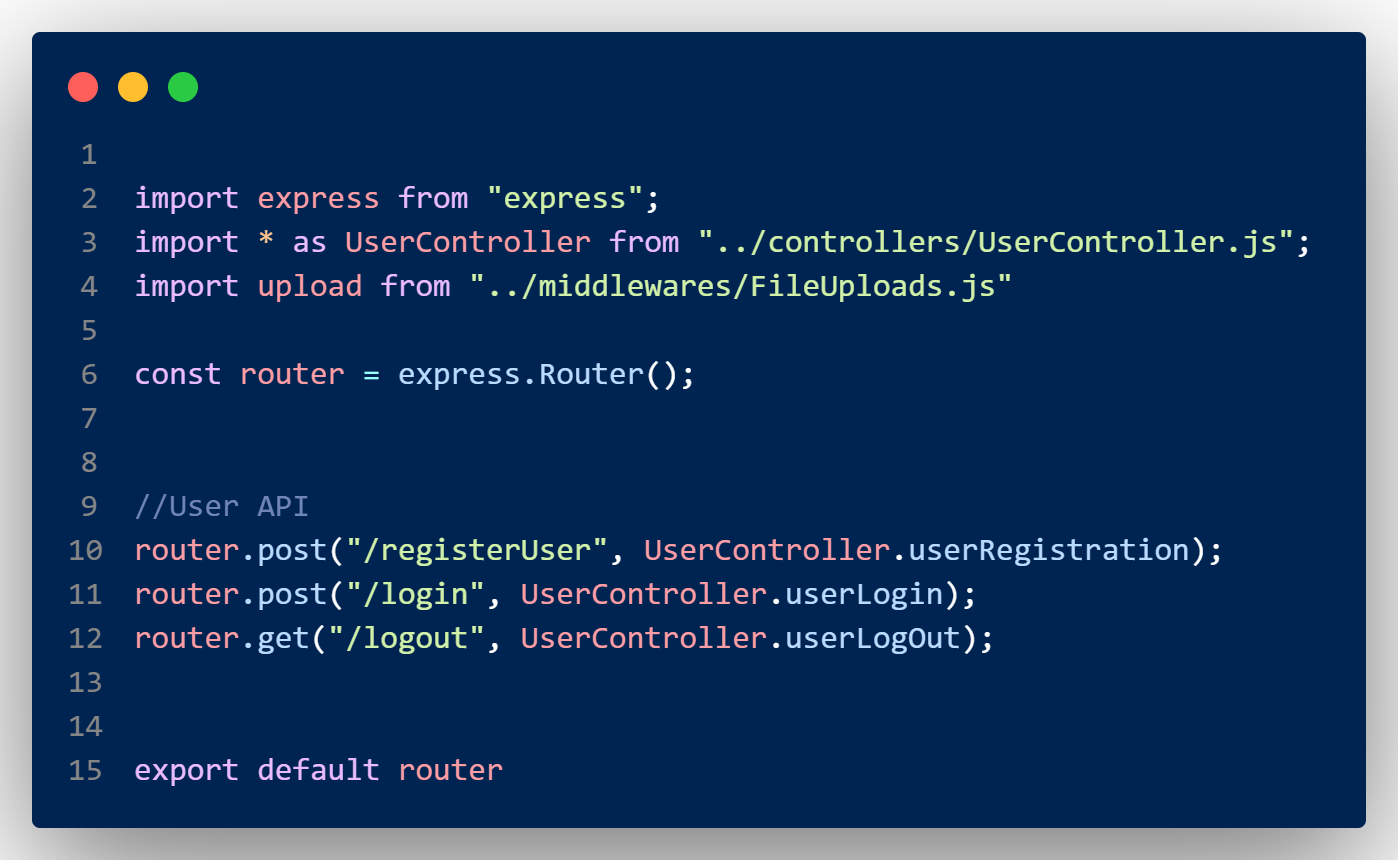 1
2 import express from "express";
3 import * as UserController from "../controllers/UserController.js";
4 import upload from "../middlewares/FileUploads.js"
5
6 const router = express.Router();
7
8
9 //User API
10 router.post("/registerUser", UserController.userRegistration);
11 router.post("/login", UserController.userLogin);
12 router.get("/logout", UserController.userLogOut);
13
14
15 export default router